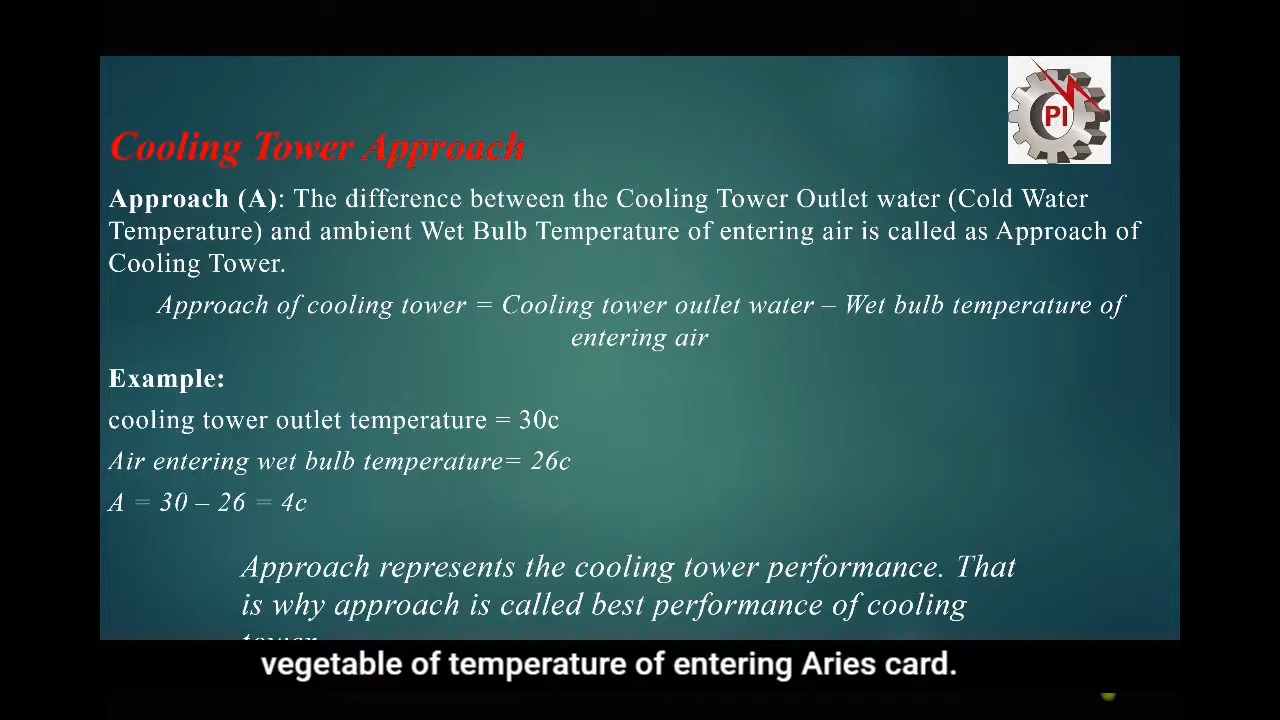 PI
Cooling Tower Approach
Approach (A): The difference between the Cooling Tower Outlet water (Cold Water
Temperature) and ambient Wet Bulb Temperature of entering air is called as Approach of
Cooling Tower.
Approach of cooling tower = Cooling tower outlet water – Wet bulb temperature of
entering air
Example:
cooling tower outlet temperature = 30c
Air entering wet bulb temperature= 26c
A = 30 – 26 = 4c
Approach represents the cooling tower performance. That
is why approach is called best performance of cooling
tower
vegetable of temperature of entering Aries card.